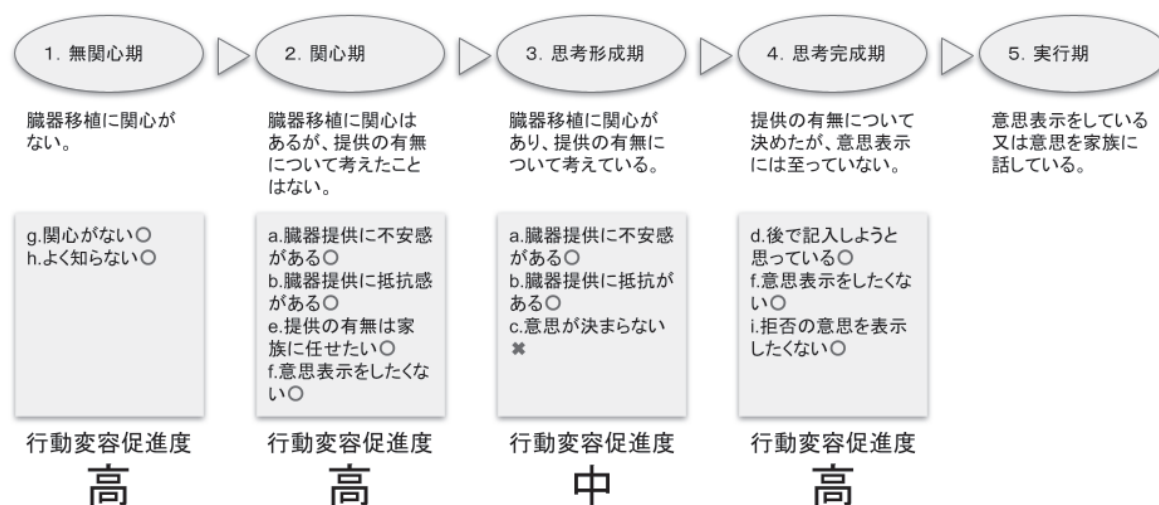 1. 無関心期
2. 関心期
3. 思考形成期
4. 思考完成期
5. 実行期
臓器移植に関心が
ない。
臓器移植に関心は
あるが、提供の有無
について考えたこと
はない。
臓器移植に関心が
あり、提供の有無に
ついて考えている。
提供の有無について
決めたが、意思表示
には至っていない。
意思表示をしている
又は意思を家族に
話している。
g.関心がない○
h.よく知らない○
a.臓器提供に不安感
がある○
b.臓器提供に抵抗感
がある○
e.提供の有無は家
族に任せたい○
f.意思表示をしたくな
い○
a.臓器提供に不安感
がある○
b.臓器提供に抵抗が
ある○
c.意思が決まらない
✖
d.後で記入しようと
思っている○
f.意思表示をしたくな
い○
i.拒否の意思を表示
したくない○
行動変容促進度
高
行動変容促進度
高
行動変容促進度
中
行動変容促進度
高